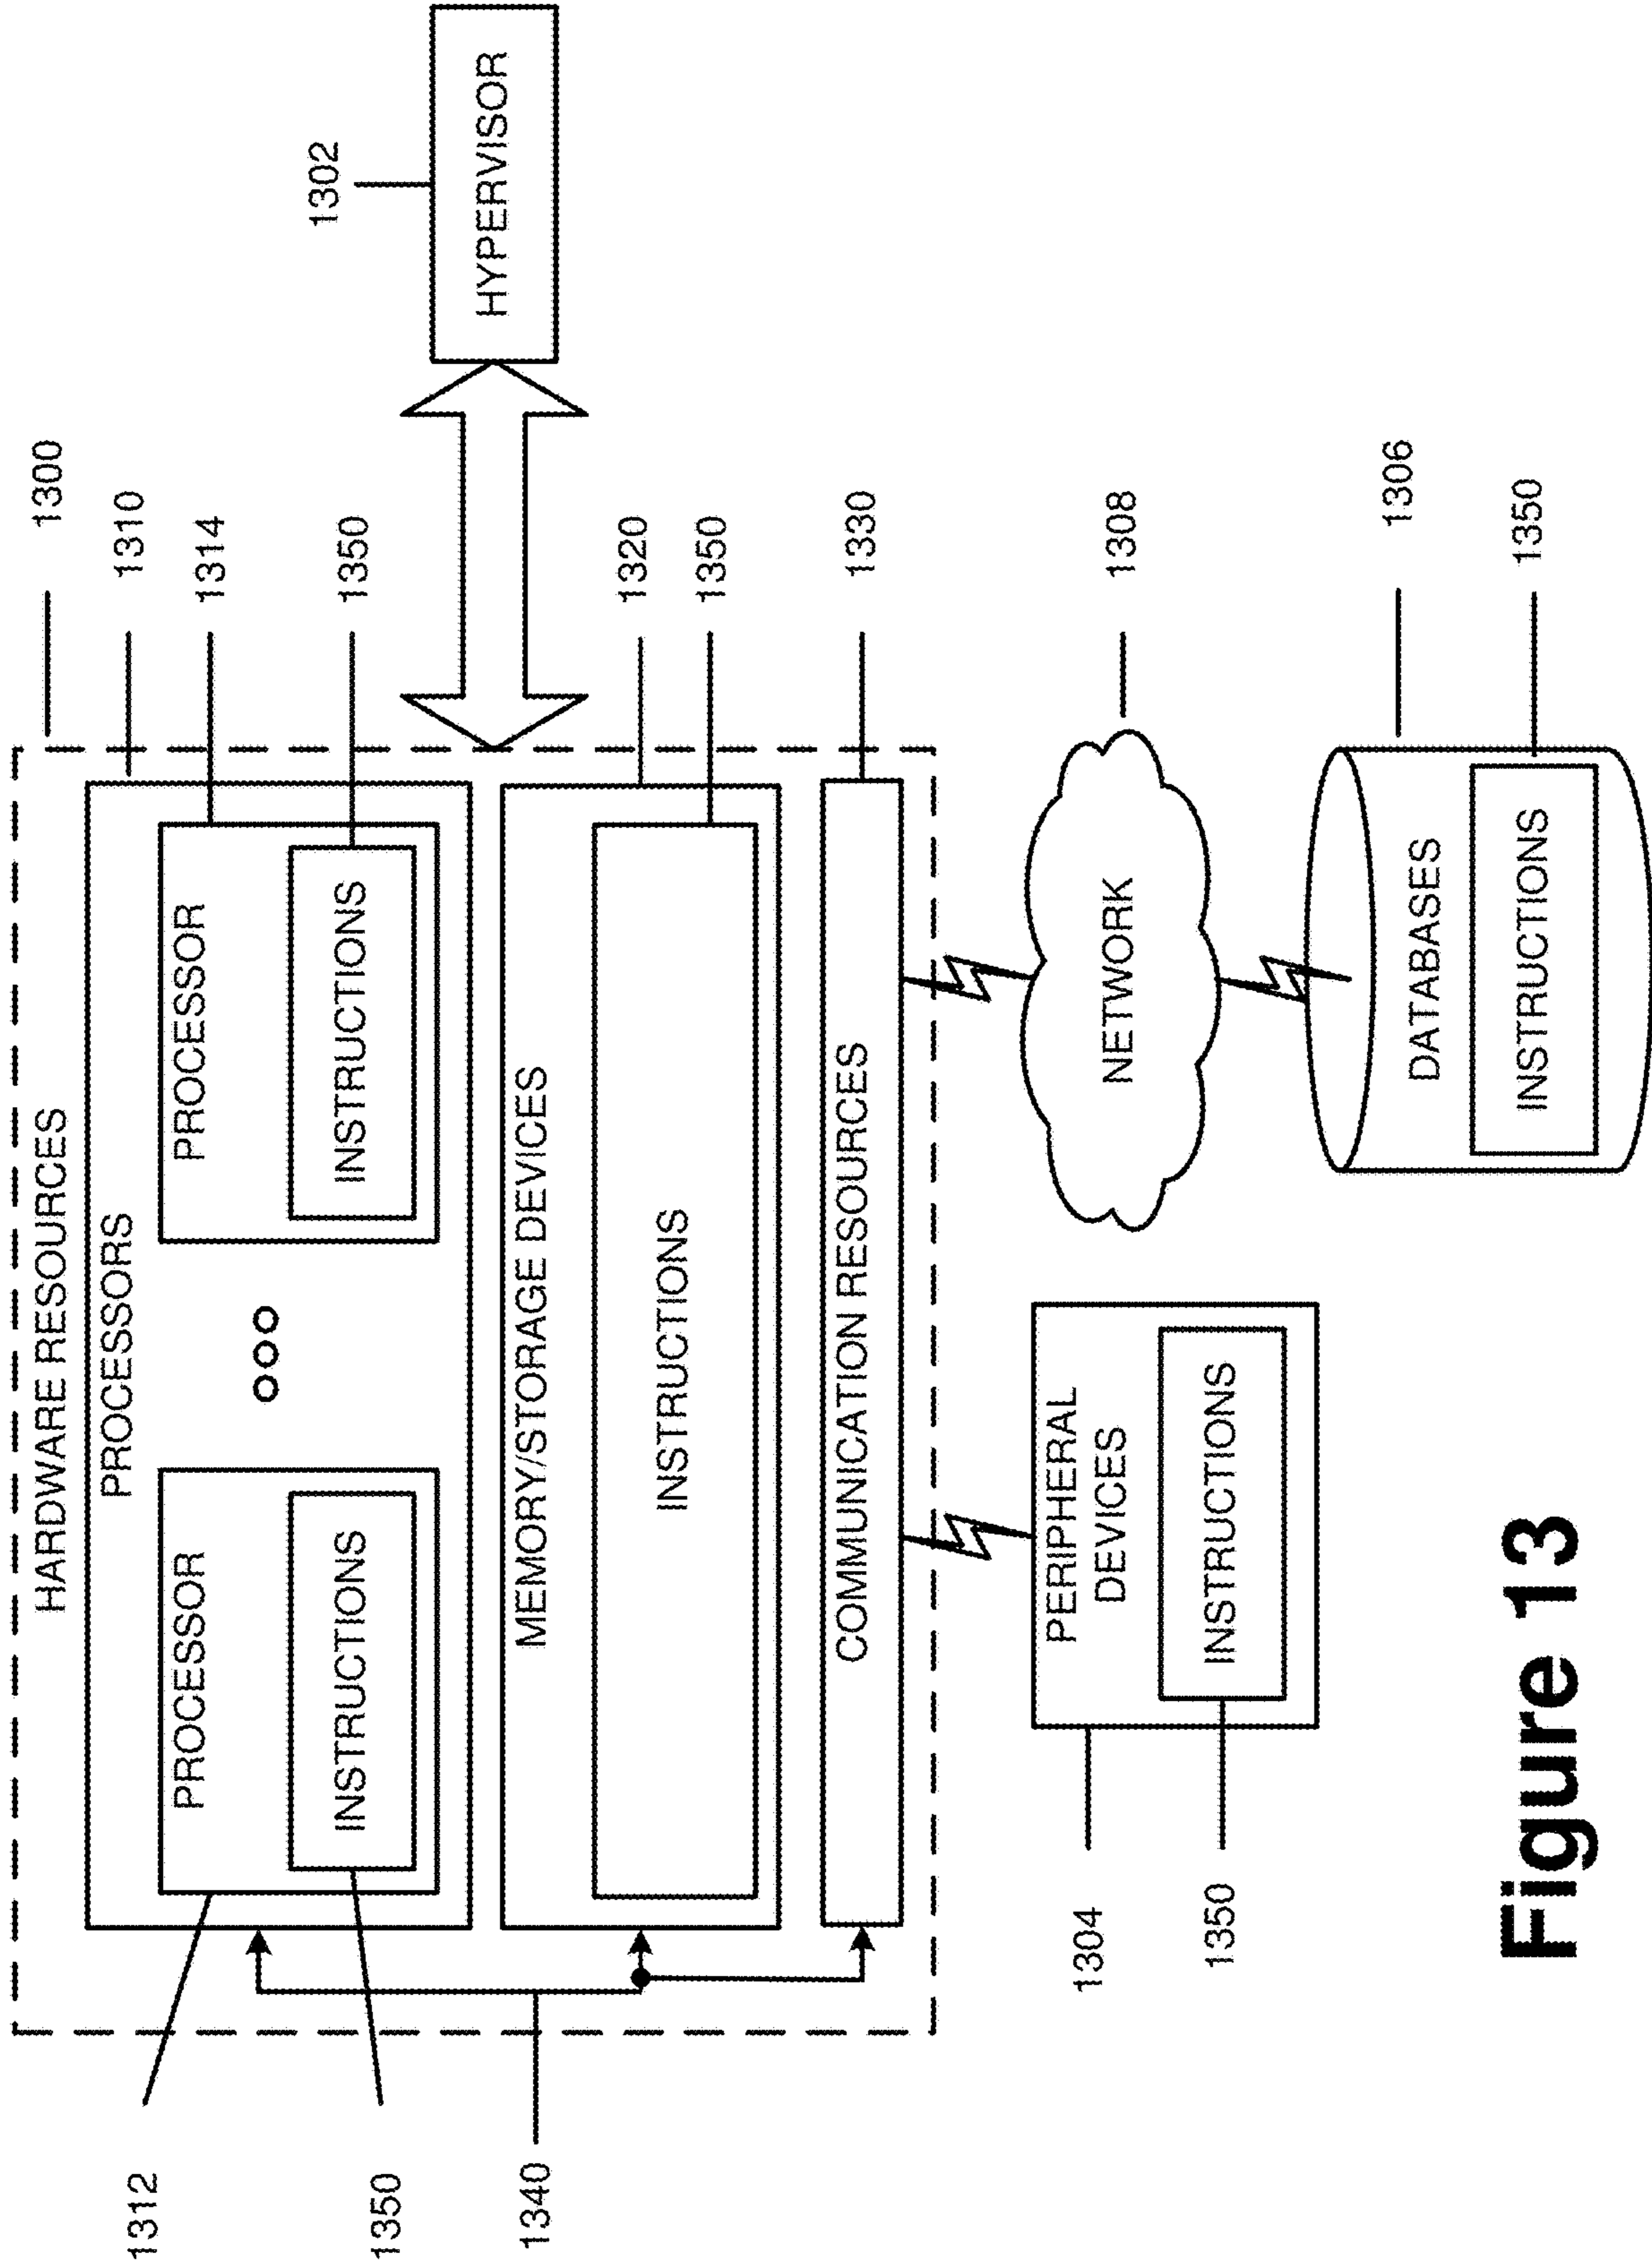 HARDWARE RESOURCES
1300
PROCESSORS
1310
PROCESSOR
PROCESSOR
1314
1312
INSTRUCTIONS
INSTRUCTIONS
1350
1350
1302
HYPERVISOR
MEMORY/STORAGE DEVICES
1320
INSTRUCTIONS
1350
1340
COMMUNICATION RESOURCES
1330
PERIPHERAL
DEVICES
1304
INSTRUCTIONS
1350
NETWORK
1308
DATABASES
1306
INSTRUCTIONS
1350
Figure 13